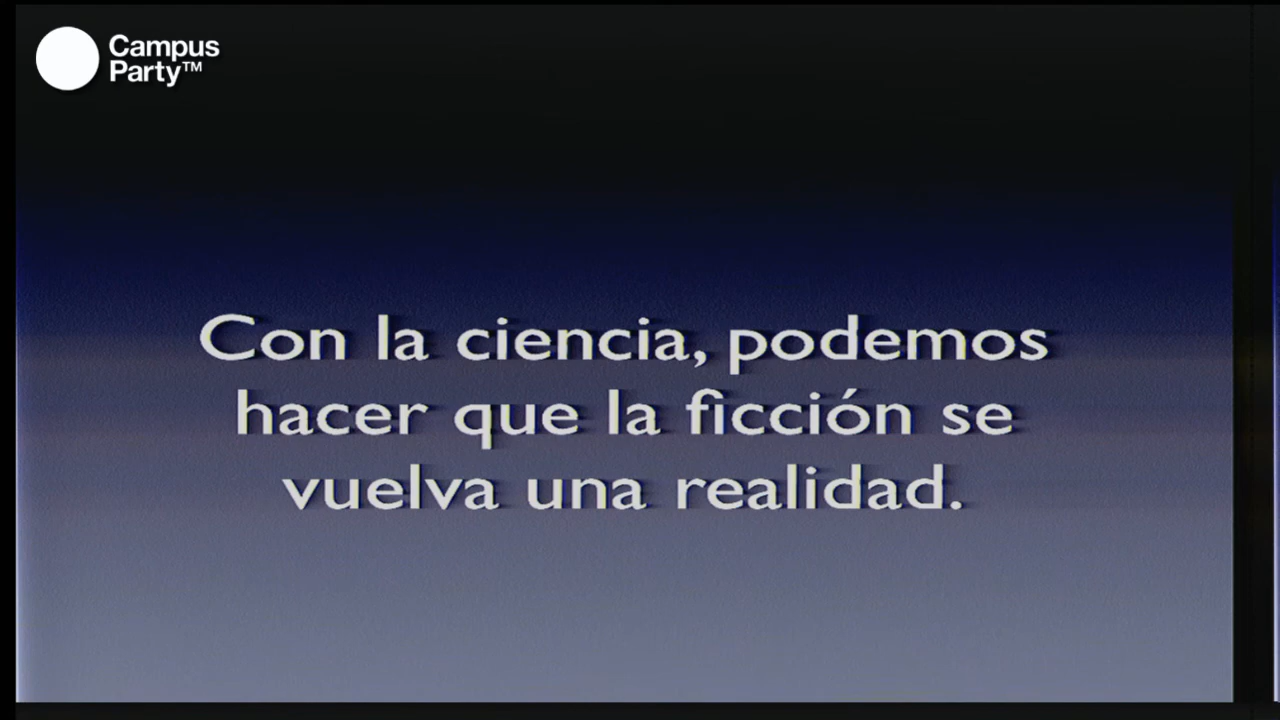 Campus
Party™
Con la ciencia, podemos
hacer que la ficción se
vuelva una realidad.